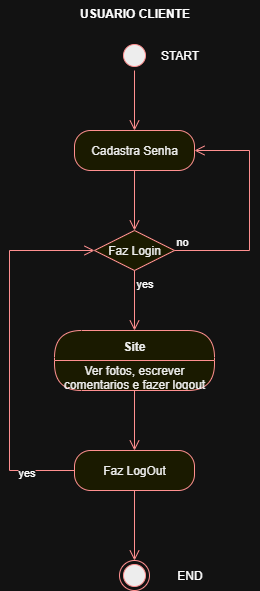 USUARIO CLIENTE
START
Cadastra Senha
Faz Login
no
yes
Site
Ver fotos, escrever
comentarios e fazer logout
Faz LogOut
yes
END